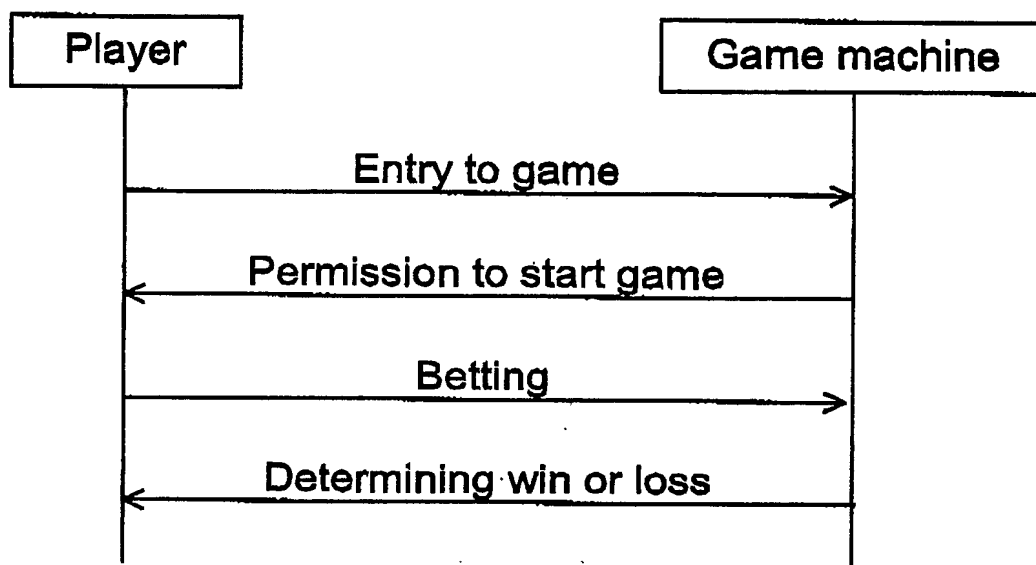 Player
Game machine
Entry to game
Permission to start game
Betting
Determining win or loss